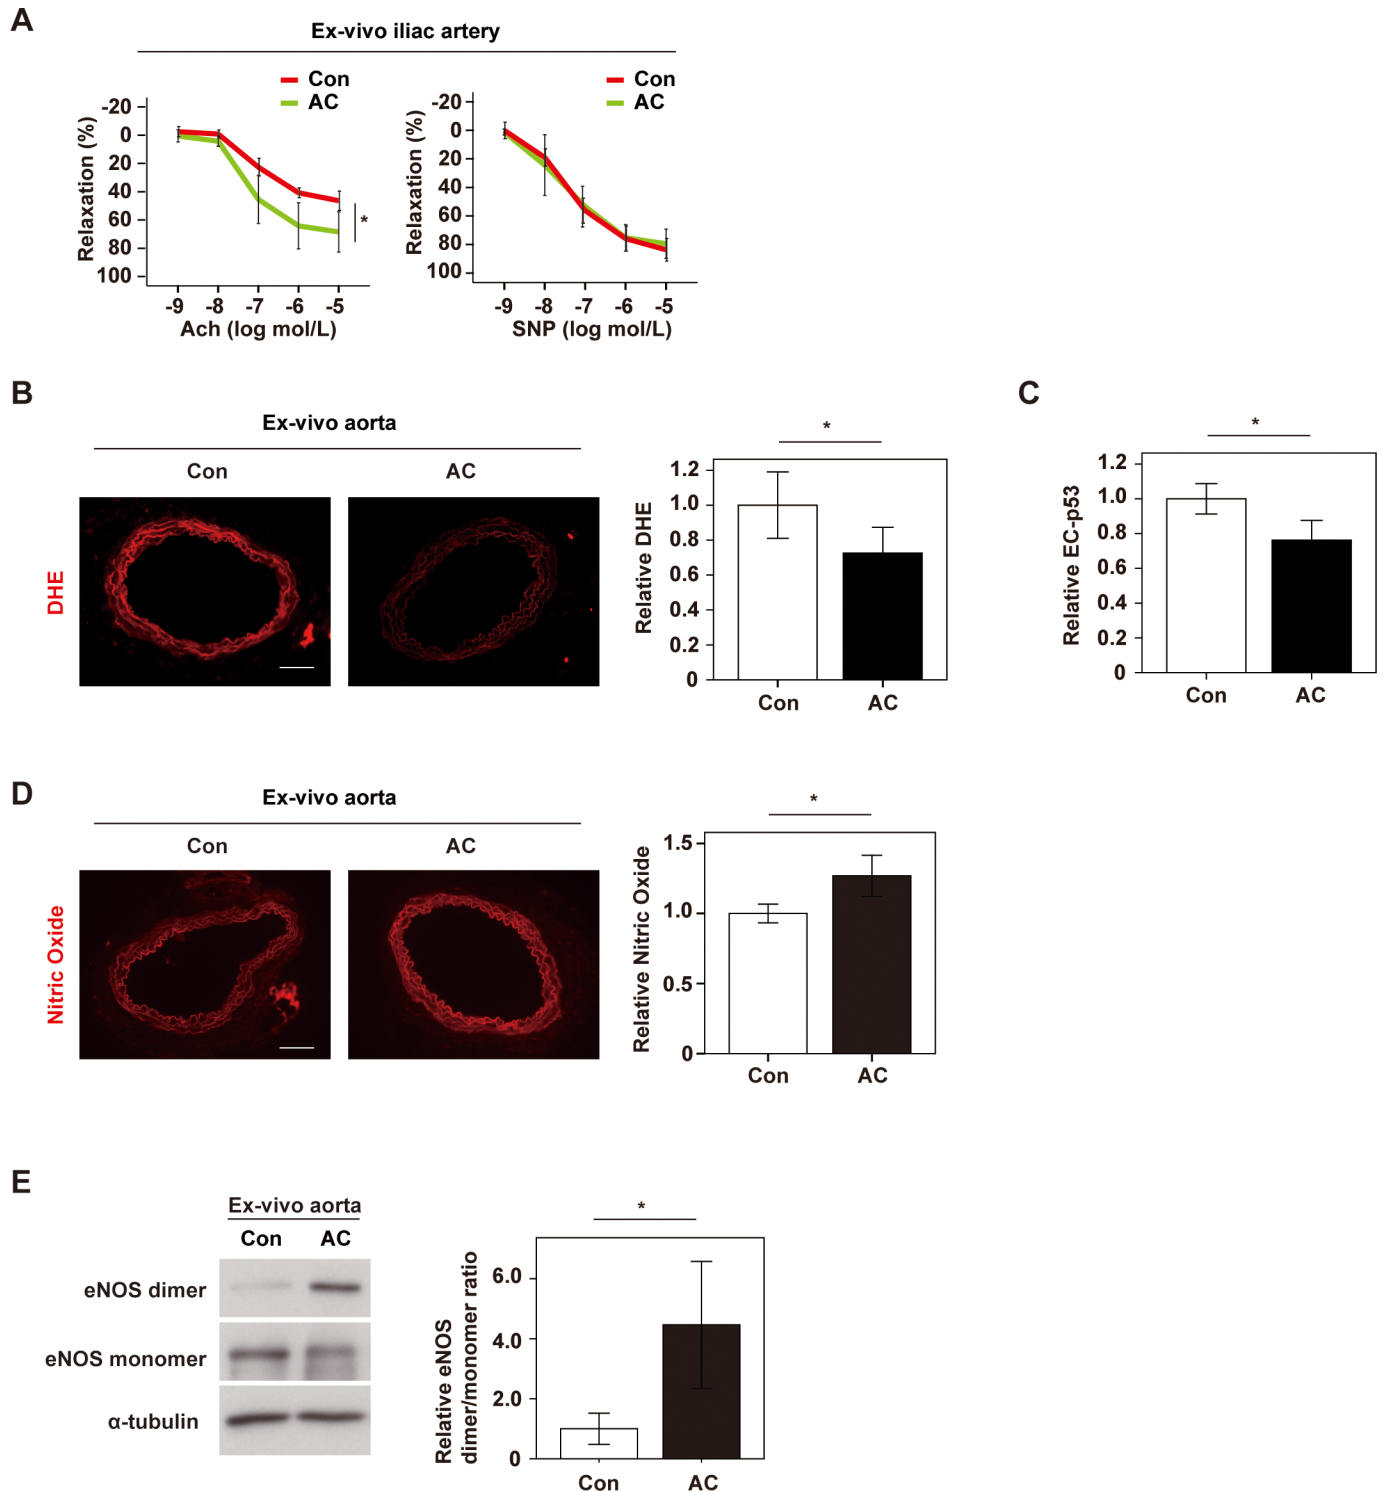 A
Ex-vivo iliac artery
Con
AC
Relaxation (%)
-20
0
20
40
60
80
100
*
-9 -8 -7 -6 -5
Ach (log mol/L)
Con
AC
Relaxation (%)
-20
0
20
40
60
80
100
-9 -8 -7 -6 -5
SNP (log mol/L)
B
Ex-vivo aorta
Con AC
DHE
*
Relative DHE
1.2
1.0
0.8
0.6
0.4
0.2
0
Con AC
C
*
Relative EC-p53
1.2
1.0
0.8
0.6
0.4
0.2
0
Con AC
D
Ex-vivo aorta
Con AC
Nitric Oxide
*
Relative Nitric Oxide
1.5
1.0
0.5
0
Con AC
E
Ex-vivo aorta
Con AC
eNOS dimer
eNOS monomer
α-tubulin
*
Relative eNOS
dimer/monomer ratio
6.0
4.0
2.0
0
Con AC